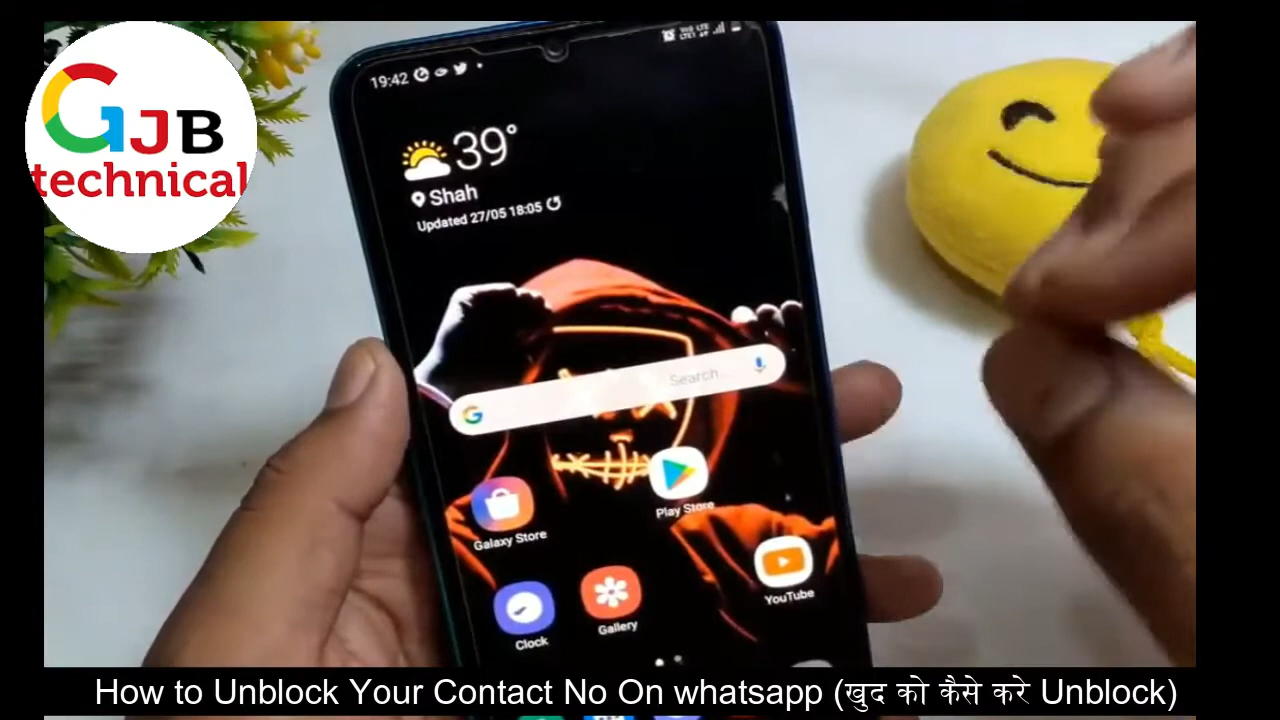 GJB
technical
19:42
39°
Shah
Updated 27/05 18:05
Search
Galaxy Store
Play Store
Clock
Gallery
YouTube
How to Unblock Your Contact No On whatsapp (खुद को कैसे करे Unblock)